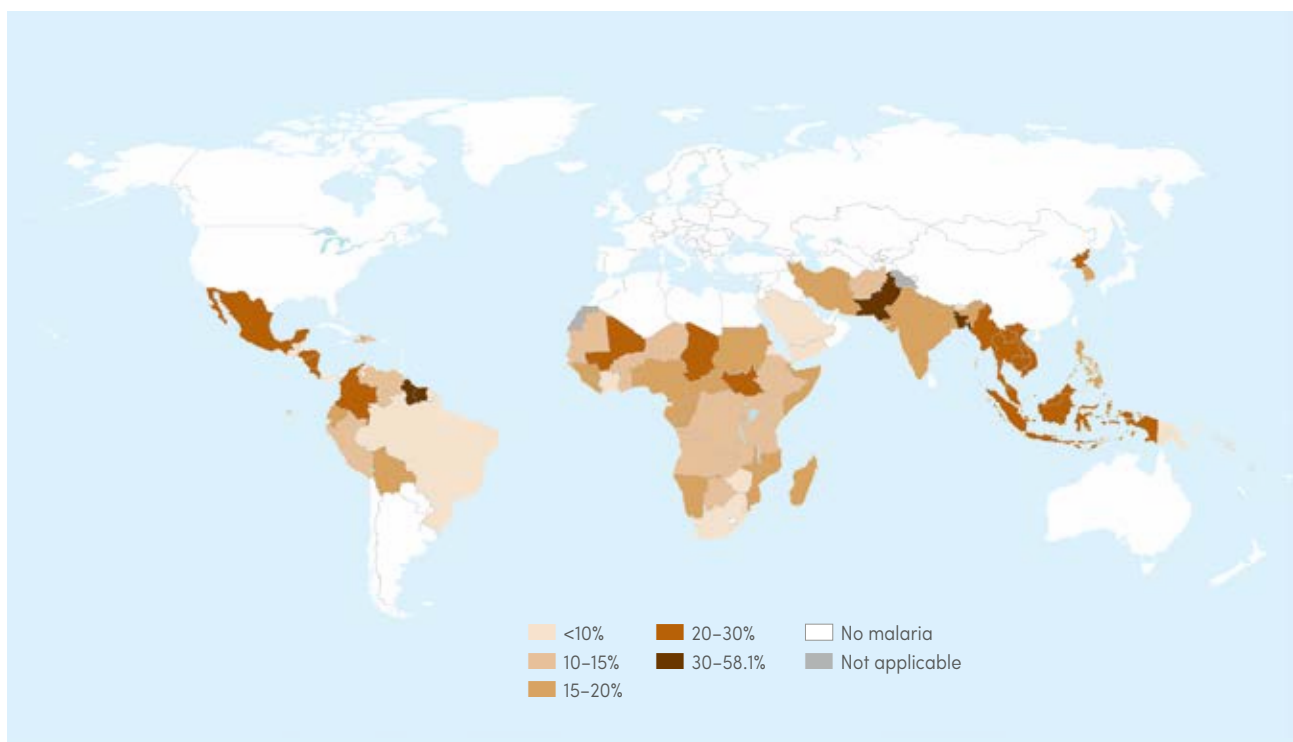 <10%
10–15%
15–20%
20–30%
30–58.1%
No malaria
Not applicable